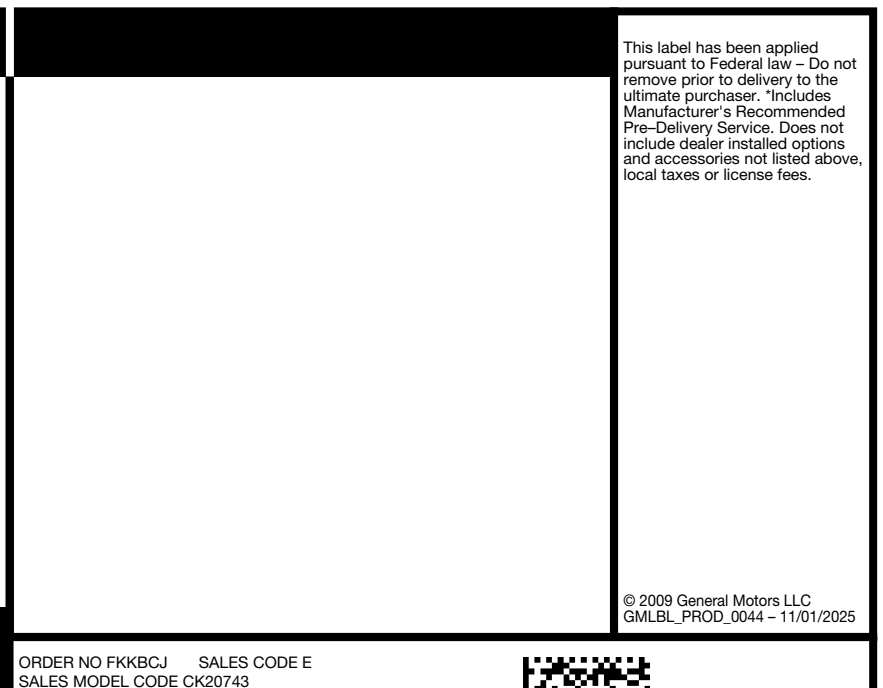 This label has been applied
pursuant to Federal law – Do not
remove prior to delivery to the
ultimate purchaser. *Includes
Manufacturer's Recommended
Pre–Delivery Service. Does not
include dealer installed options
and accessories not listed above,
local taxes or license fees.
© 2009 General Motors LLC
GMLBL_PROD_0044 – 11/01/2025
ORDER NO FKKBCJ SALES CODE E
SALES MODEL CODE CK20743